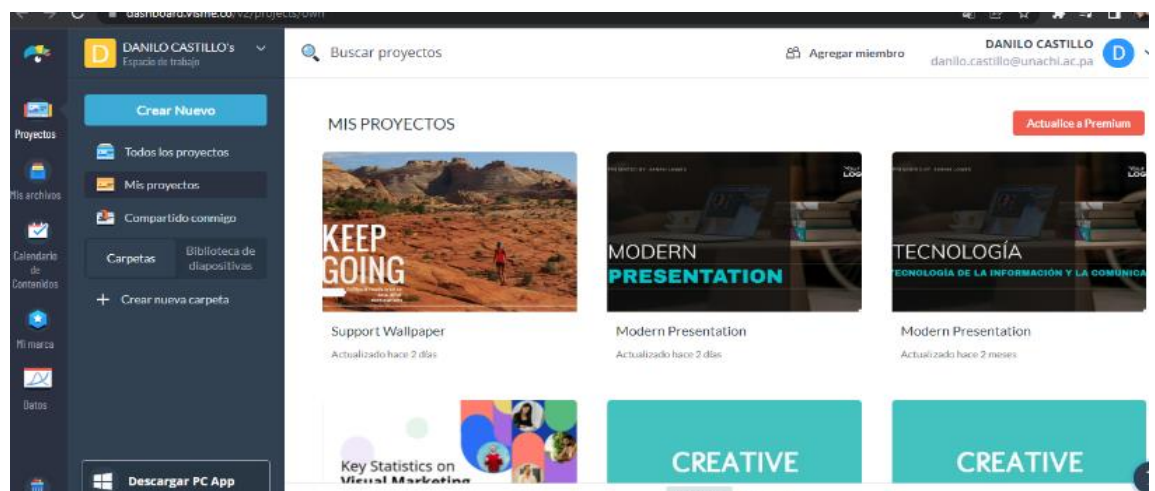 dashboard.visme.co/v2/projects/own
DANILO CASTILLO's
Espacio de trabajo
Crear Nuevo
Todos los proyectos
Mis proyectos
Compartido conmigo
Carpetas
Biblioteca de
diapositivas
+ Crear nueva carpeta
Descargar PC App
Proyectos
Mis archivos
Calendario
de
Contenidos
Mi marca
Datos
D
Buscar proyectos
Agregar miembro
DANILO CASTILLO
danilo.castillo@unachi.ac.pa
D
MIS PROYECTOS
Actualice a Premium
KEEP
GOING
Support Wallpaper
Actualizado hace 2 días
MODERN
PRESENTATION
Modern Presentation
Actualizado hace 2 días
TECNOLOGÍA
TECNOLOGÍA DE LA INFORMACIÓN Y LA COMUNICA
Modern Presentation
Actualizado hace 2 meses
Key Statistics on
Visual Marketing
CREATIVE
CREATIVE